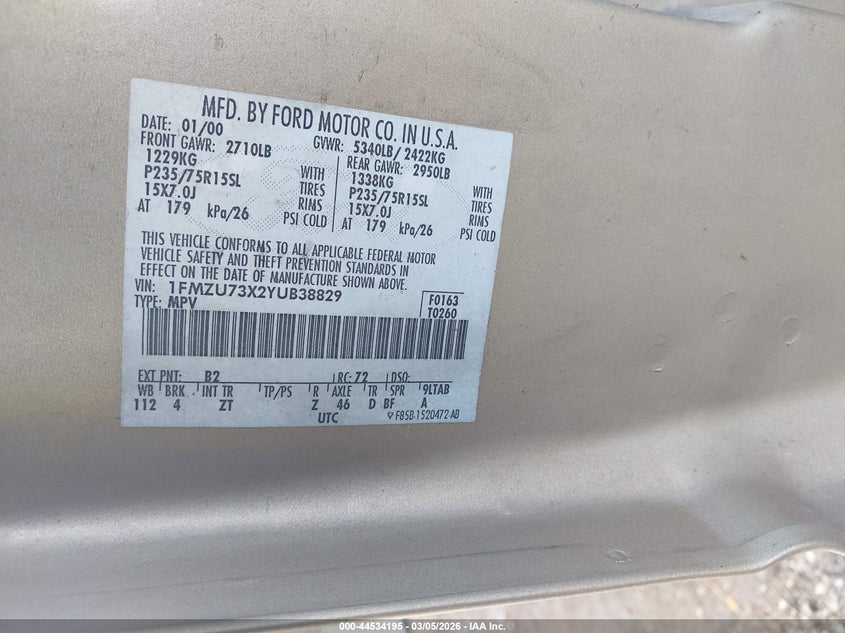 MFD. BY FORD MOTOR CO. IN U.S.A.
DATE: 01/00 GVWR: 5340LB/ 2422KG
FRONT GAWR: 2710LB REAR GAWR: 2950LB
1229KG WITH 1338KG WITH
P235/75R15SL TIRES P235/75R15SL TIRES
15X7.0J RIMS 15X7.0J RIMS
AT 179 kPa/26 PSI COLD AT 179 kPa/26 PSI COLD
THIS VEHICLE CONFORMS TO ALL APPLICABLE FEDERAL MOTOR
VEHICLE SAFETY AND THEFT PREVENTION STANDARDS IN
EFFECT ON THE DATE OF MANUFACTURE SHOWN ABOVE.
VIN: 1FMZU73X2YUB38829 F0163
TYPE: MPV T0260
EXT PNT: B2 RC: 72 DSO:
WB BRK INT TR TP/PS R AXLE TR SPR 9LTAB
112 4 ZT Z 46 D BF A
UTC F85B-1520472-AB
000-44534195 - 03/05/2026 - IAA Inc.